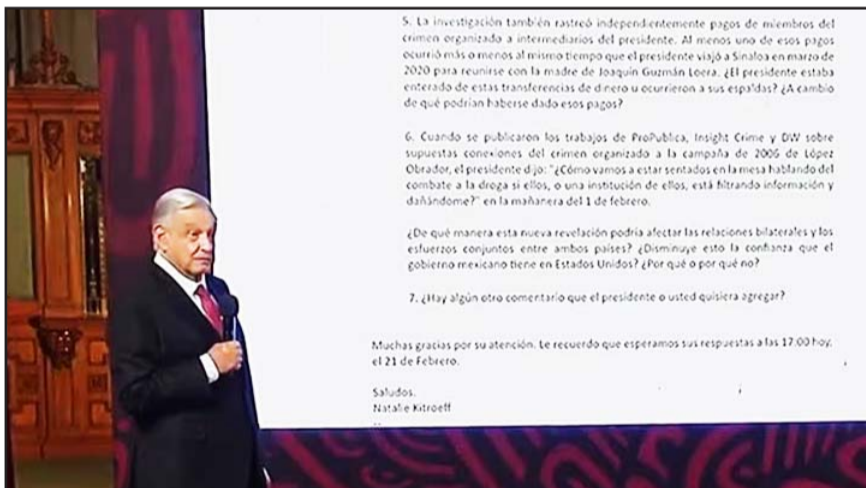 5. La investigación también rastreó independientemente pagos de miembros del
crimen organizado a intermediarios del presidente. Al menos uno de esos pagos
ocurrió más o menos al mismo tiempo que el presidente viajó a Sinaloa en marzo de
2020 para reunirse con la madre de Joaquín Guzmán Loera. ¿El presidente estaba
enterado de estas transferencias de dinero u ocurrieron a sus espaldas? ¿A cambio
de qué podrían haberse dado esos pagos?
6. Cuando se publicaron los trabajos de ProPublica, Insight Crime y DW sobre
supuestas conexiones del crimen organizado a la campaña de 2006 de López
Obrador, el presidente dijo: "¿Cómo vamos a estar sentados en la mesa hablando del
combate a la droga si ellos, o una institución de ellos, está filtrando información y
dañándome?" en la mañanera del 1 de febrero.
¿De qué manera esta nueva revelación podría afectar las relaciones bilaterales y los
esfuerzos conjuntos entre ambos países? ¿Disminuye esto la confianza que el
gobierno mexicano tiene en Estados Unidos? ¿Por qué o por qué no?
7. ¿Hay algún otro comentario que el presidente o usted quisiera agregar?
Muchas gracias por su atención. Le recuerdo que esperamos sus respuestas a las 17:00 hoy,
el 21 de Febrero.
Saludos.
Natalie Kitroeff
--